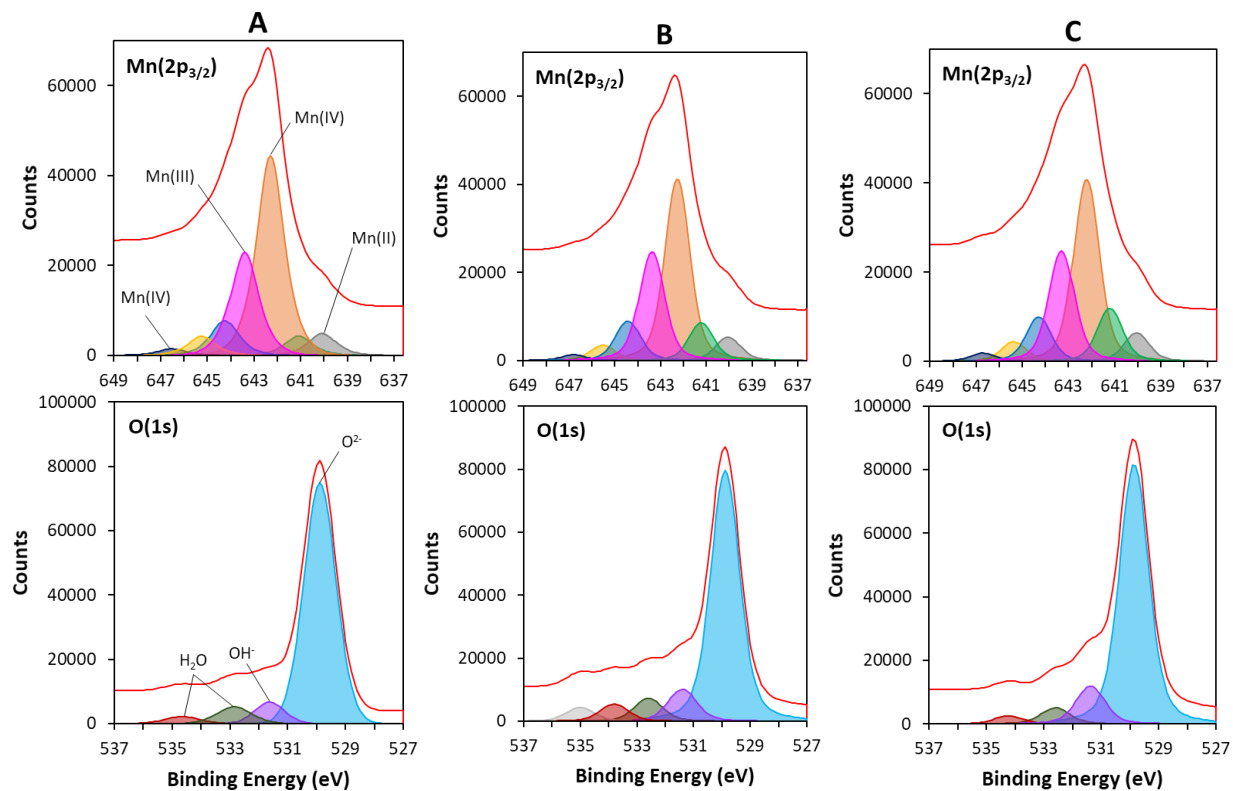 A
B
C
Mn(2p3/2)
60000
40000
20000
0
Counts
Mn(IV)
Mn(III)
Mn(II)
Mn(IV)
649 647 645 642 639 637
Mn(2p3/2)
60000
40000
20000
0
Counts
649 647 645 643 641 639 637
Mn(2p3/2)
60000
40000
20000
0
Counts
649 647 645 643 641 639 637
O(1s)
100000
80000
60000
40000
20000
0
Counts
O2-
H2O
OH-
537 535 533 531 529 527
Binding Energy (eV)
O(1s)
100000
80000
60000
40000
20000
0
Counts
537 535 533 531 529 527
Binding Energy (eV)
O(1s)
100000
80000
60000
40000
20000
0
Counts
537 535 533 531 529 527
Binding Energy (eV)